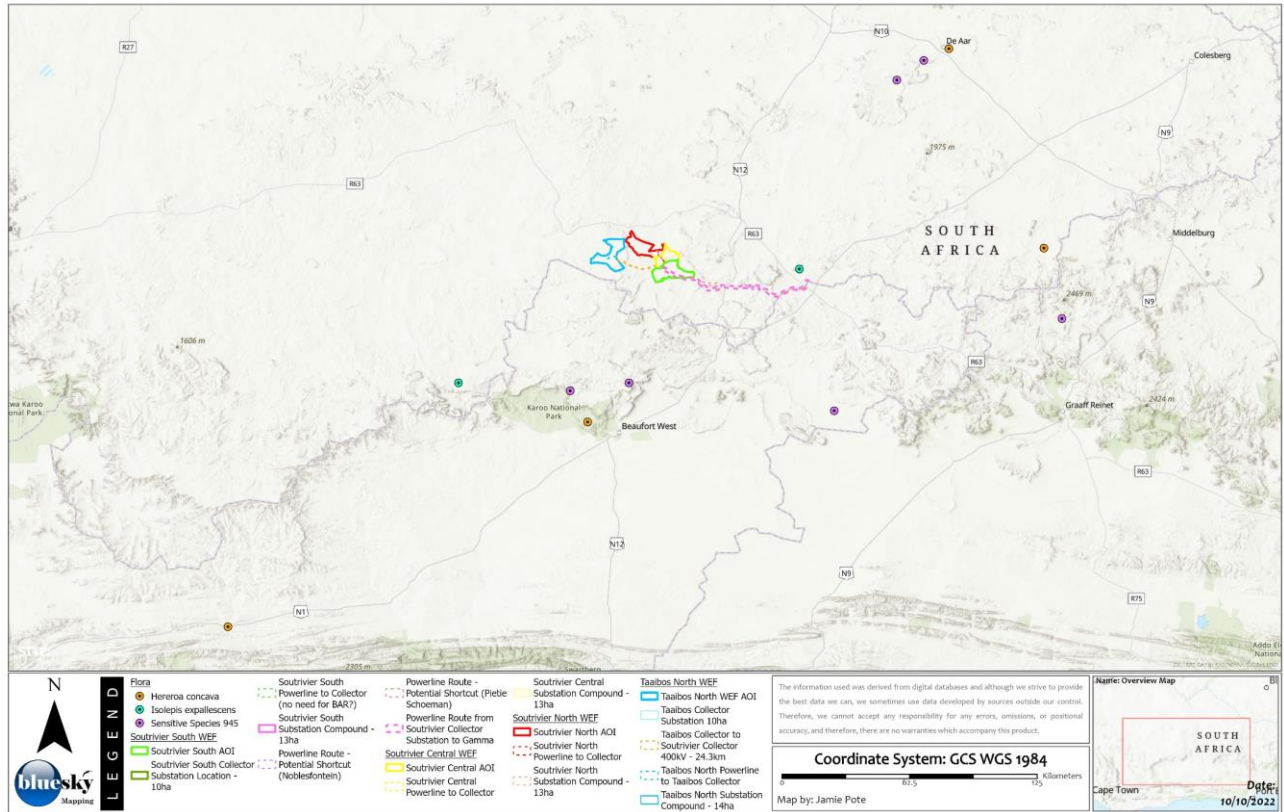 N10
De Aar
R27
Colesberg
N9
1975 m
N12
R63
R63
SOUTH
AFRICA
Middelburg
2469 m
N9
1606 m
R63
onal Park
Karoo National
Park
Beaufort West
Graaff Reinet
2424 m
R63
N12
N9
R75
N1
2305 m
Addo El
Nationa
N
bluesky
Mapping
LEGEND
Flora
Hereroa concava
Isolepis expallescens
Sensitive Species 945
Soutrivier South WEF
Soutrivier South AOI
Soutrivier South Collector
Substation Location -
10ha
Soutrivier South
Powerline to Collector
(no need for BAR?)
Soutrivier South
Substation Compound -
13ha
Powerline Route -
Potential Shortcut
(Noblesfontein)
Powerline Route -
Potential Shortcut (Pietie
Schoeman)
Powerline Route from
Soutrivier Collector
Substation to Gamma
Soutrivier Central WEF
Soutrivier Central AOI
Soutrivier Central
Powerline to Collector
Soutrivier Central
Substation Compound -
13ha
Soutrivier North WEF
Soutrivier North AOI
Soutrivier North
Powerline to Collector
Soutrivier North
Substation Compound -
13ha
Taaibos North WEF
Taaibos North WEF AOI
Taaibos Collector
Substation 10ha
Taaibos Collector to
Soutrivier Collector
400kV - 24.3km
Taaibos North Powerline
to Taaibos Collector
Taaibos North Substation
Compound - 14ha
The information used was derived from digital databases and although we strive to provide
the best data we can, we sometimes use data developed by sources outside our control.
Therefore, we cannot accept any responsibility for any errors, omissions, or positional
accuracy, and therefore, there are no warranties which accompany this product.
Coordinate System: GCS WGS 1984
Kilometers
0 62.5 125
Map by: Jamie Pote
Name: Overview Map
SOUTH
AFRICA
Cape Town
Date:
10/10/2021